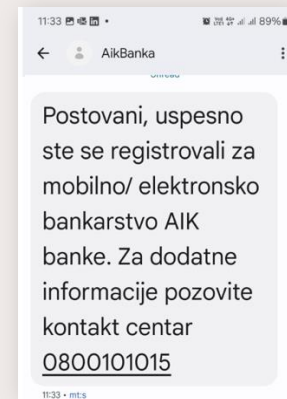 11:33
89%
AikBanka
Unread
Postovani, uspesno
ste se registrovali za
mobilno/ elektronsko
bankarstvo AIK
banke. Za dodatne
informacije pozovite
kontakt centar
0800101015
11:33 • mt:s